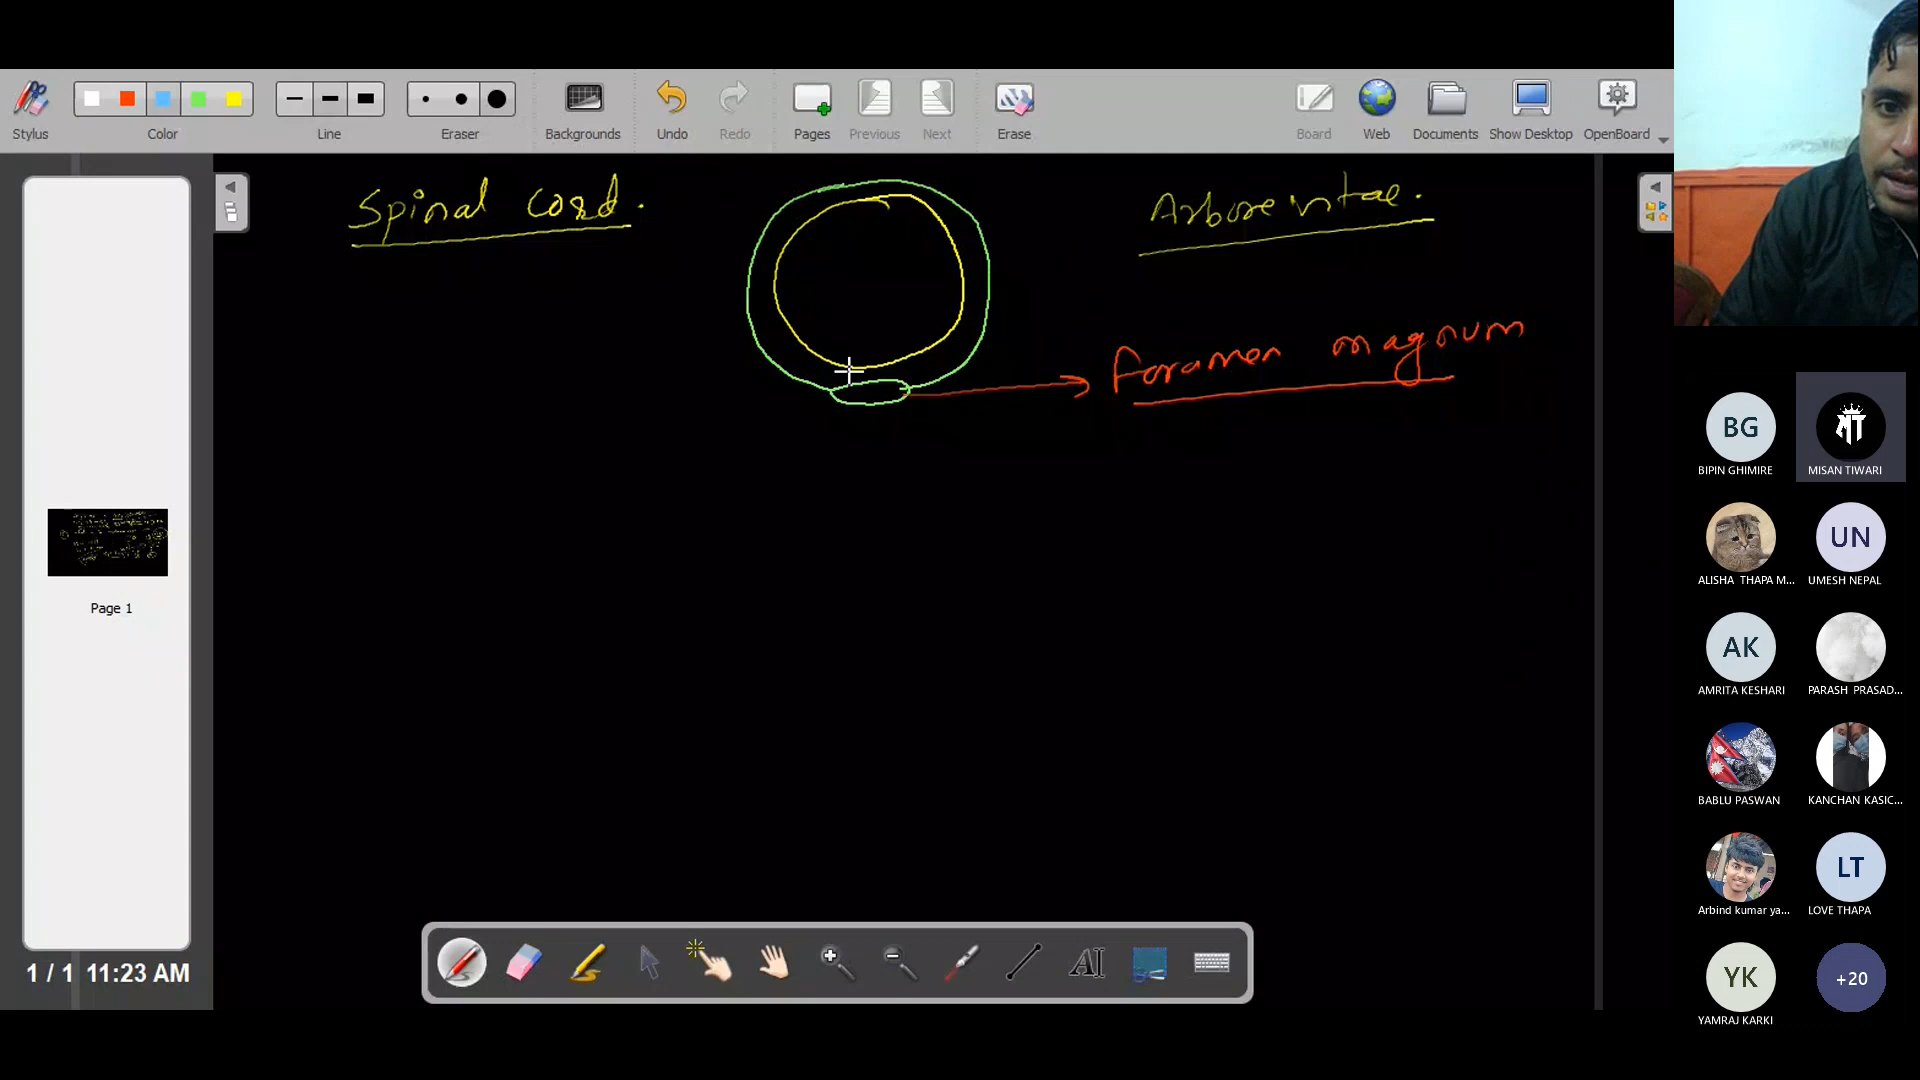 Stylus
Color
Line
Eraser
Backgrounds
Undo
Redo
Pages
Previous
Next
Erase
Board
Web
Documents
Show Desktop
OpenBoard
Spinal cord.
Arbore vitae.
foramen magnum
Page 1
1 / 1 11:23 AM
AI
BG
BIPIN GHIMIRE
MT
MISAN TIWARI
ALISHA THAPA M...
UN
UMESH NEPAL
AK
AMRITA KESHARI
PARASH PRASAD...
BABLU PASWAN
KANCHAN KASIC...
Arbind kumar ya...
LT
LOVE THAPA
YK
YAMRAJ KARKI
+20